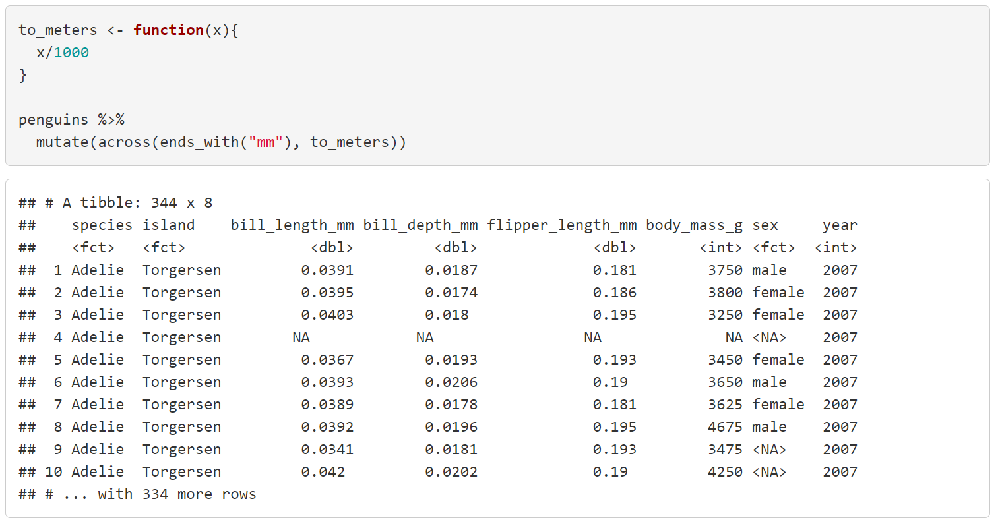 to_meters <- function(x){
  x/1000
}

penguins %>%
  mutate(across(ends_with("mm"), to_meters))

## # A tibble: 344 x 8
##    species island    bill_length_mm bill_depth_mm flipper_length_mm body_mass_g sex     year
##    <fct>   <fct>              <dbl>         <dbl>             <dbl>       <int> <fct>  <int>
##  1 Adelie  Torgersen         0.0391        0.0187             0.181        3750 male    2007
##  2 Adelie  Torgersen         0.0395        0.0174             0.186        3800 female  2007
##  3 Adelie  Torgersen         0.0403        0.018              0.195        3250 female  2007
##  4 Adelie  Torgersen        NA            NA                 NA              NA <NA>    2007
##  5 Adelie  Torgersen         0.0367        0.0193             0.193        3450 female  2007
##  6 Adelie  Torgersen         0.0393        0.0206             0.19         3650 male    2007
##  7 Adelie  Torgersen         0.0389        0.0178             0.181        3625 female  2007
##  8 Adelie  Torgersen         0.0392        0.0196             0.195        4675 male    2007
##  9 Adelie  Torgersen         0.0341        0.0181             0.193        3475 <NA>    2007
## 10 Adelie  Torgersen         0.042         0.0202             0.19         4250 <NA>    2007
## # ... with 334 more rows